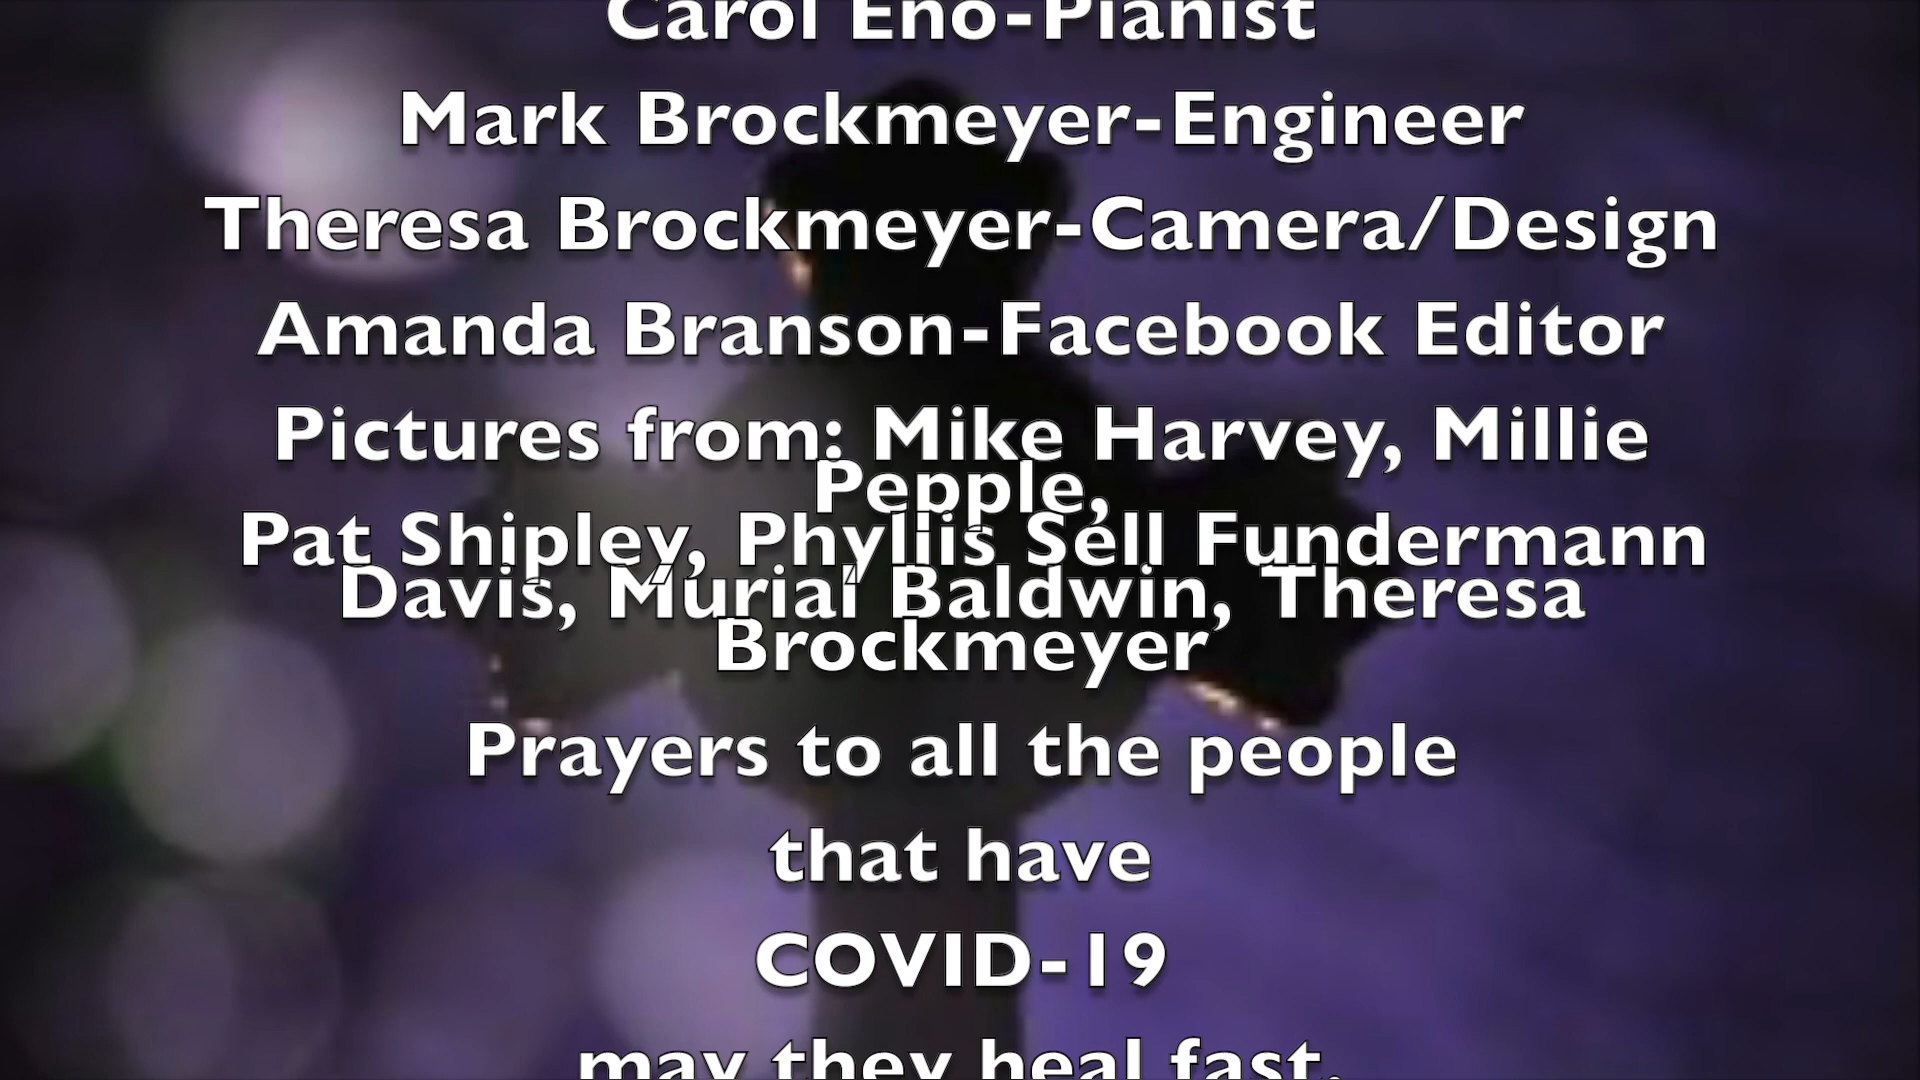 Carol Eno-Pianist
Mark Brockmeyer-Engineer
Theresa Brockmeyer-Camera/Design
Amanda Branson-Facebook Editor
Pictures from: Mike Harvey, Millie
Pepple,
Pat Shipley, Phyllis Sell Fundermann
Davis, Murial Baldwin, Theresa
Brockmeyer
Prayers to all the people
that have
COVID-19
may they heal fast.